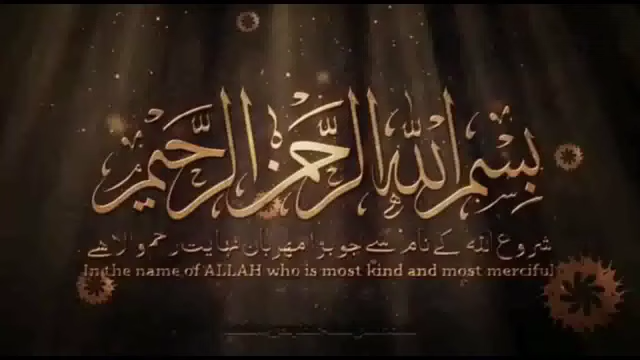 بسم الله الرحمن الرحيم
شروع اللہ کے نام سے جو بڑا مہربان نہایت رحم والا ہے
In the name of ALLAH who is most kind and most merciful